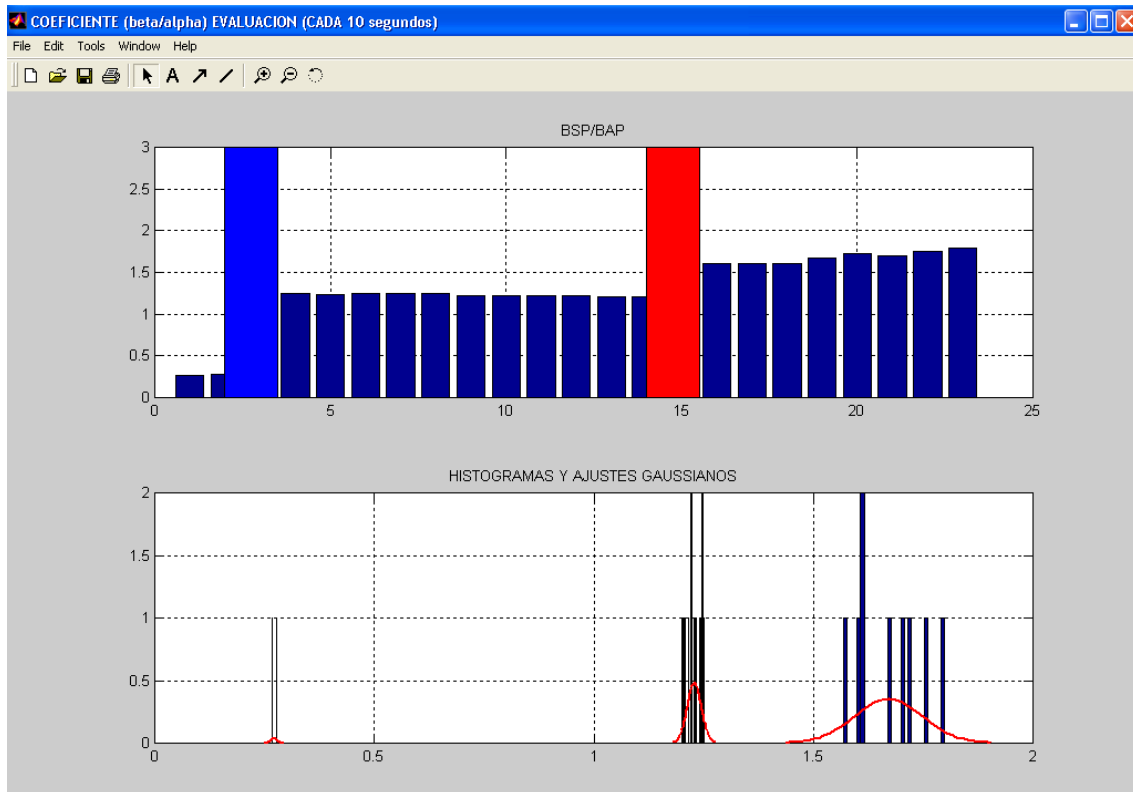 COEFICIENTE (beta/alpha) EVALUACION (CADA 10 segundos)
File Edit Tools Window Help
A
BSP/BAP
3
2.5
2
1.5
1
0.5
0
0 5 10 15 20 25
HISTOGRAMAS Y AJUSTES GAUSSIANOS
2
1.5
1
0.5
0
0 0.5 1 1.5 2